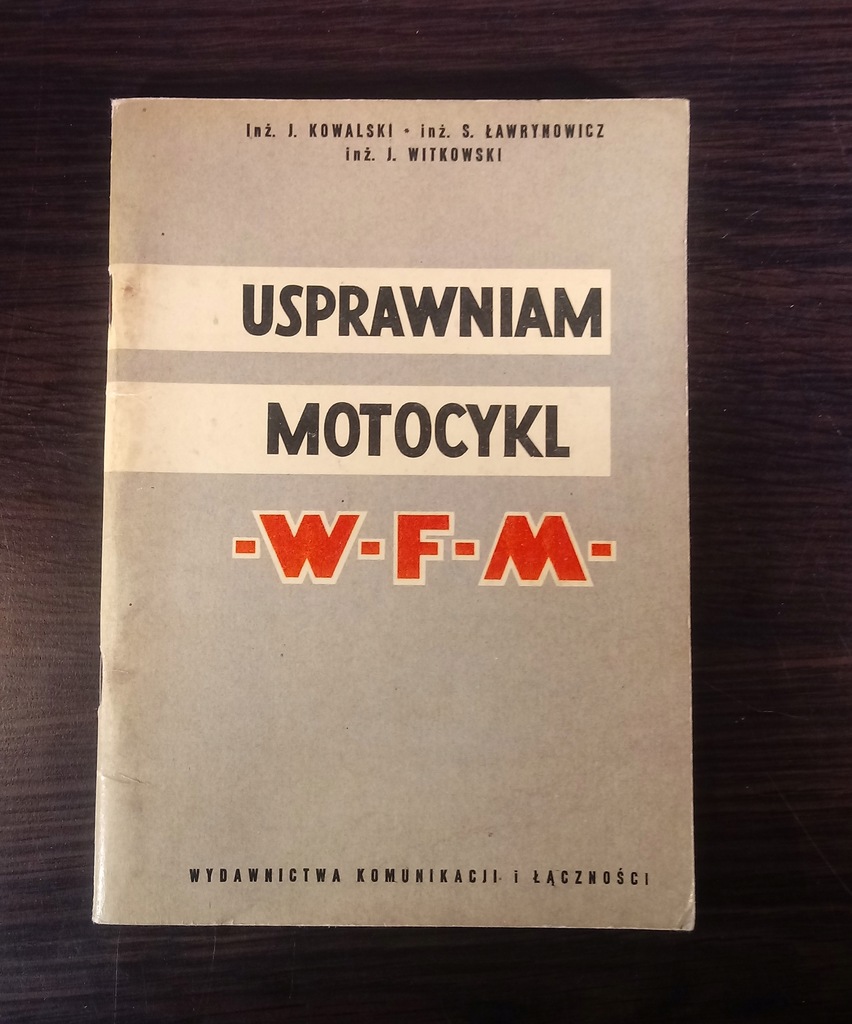 Inż. J. KOWALSKI • inż. S. ŁAWRYNOWICZ
inż. J. WITKOWSKI
USPRAWNIAM
MOTOCYKL
-W-F-M-
WYDAWNICTWA KOMUNIKACJI i ŁĄCZNOŚCI